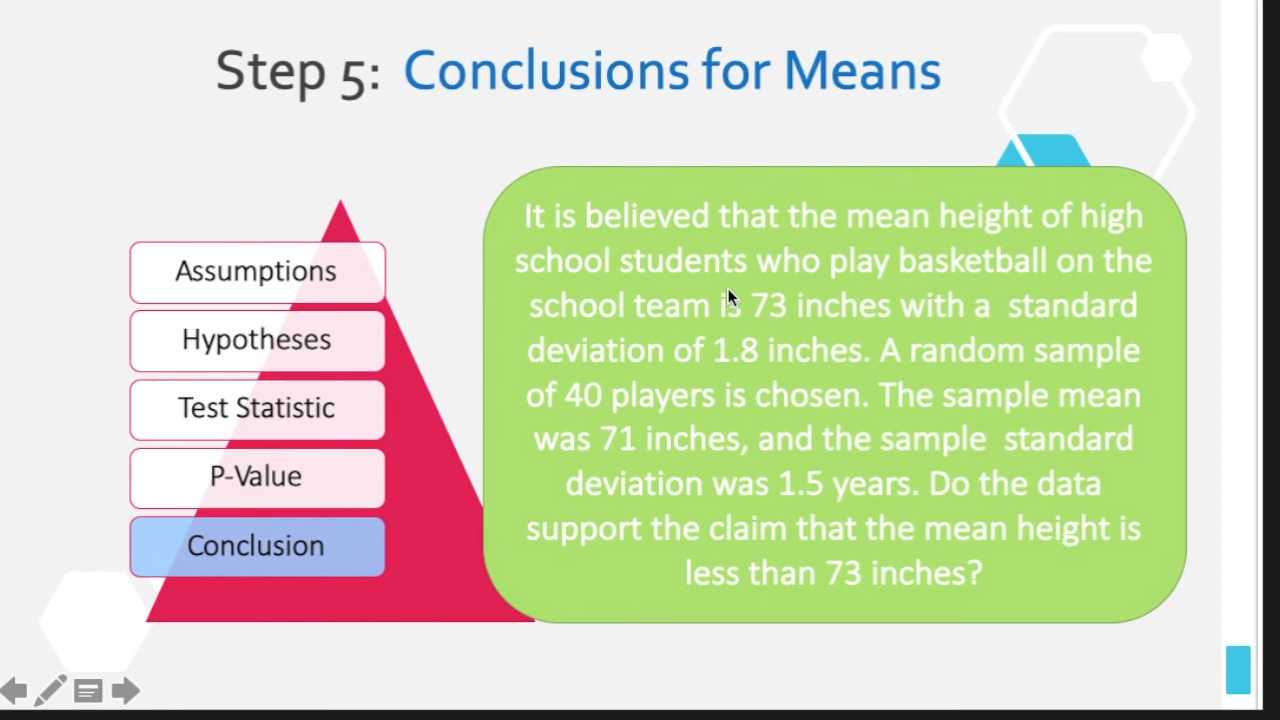 Step 5: Conclusions for Means
Assumptions
Hypotheses
Test Statistic
P-Value
Conclusion
It is believed that the mean height of high
school students who play basketball on the
school team is 73 inches with a standard
deviation of 1.8 inches. A random sample
of 40 players is chosen. The sample mean
was 71 inches, and the sample standard
deviation was 1.5 years. Do the data
support the claim that the mean height is
less than 73 inches?